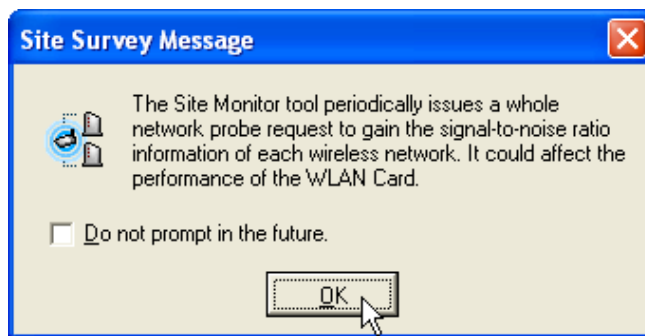 Site Survey Message
The Site Monitor tool periodically issues a whole
network probe request to gain the signal-to-noise ratio
information of each wireless network. It could affect the
performance of the WLAN Card.
Do not prompt in the future.
OK